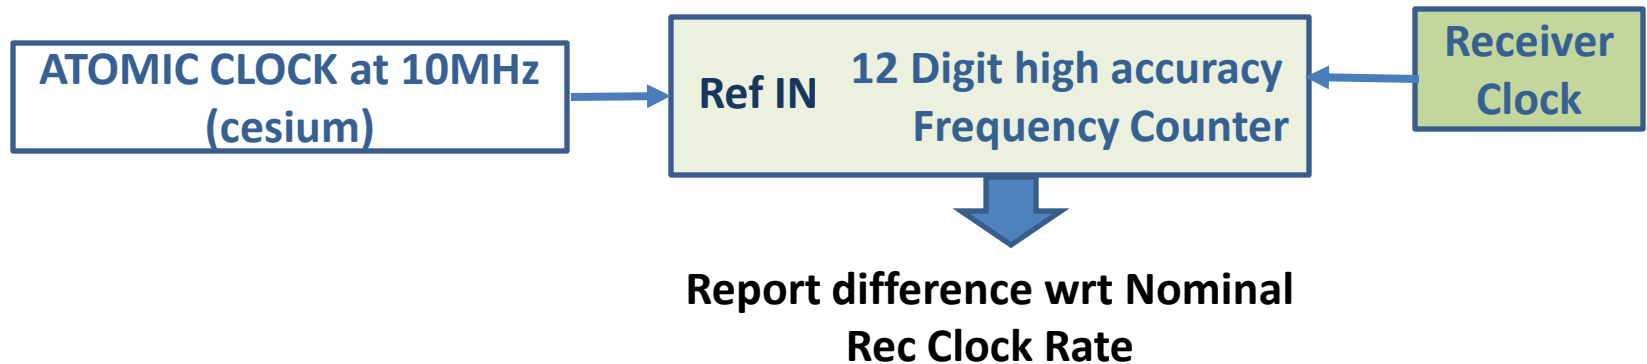 ATOMIC CLOCK at 10MHz
(cesium)
Ref IN
12 Digit high accuracy
Frequency Counter
Receiver
Clock
Report difference wrt Nominal
Rec Clock Rate